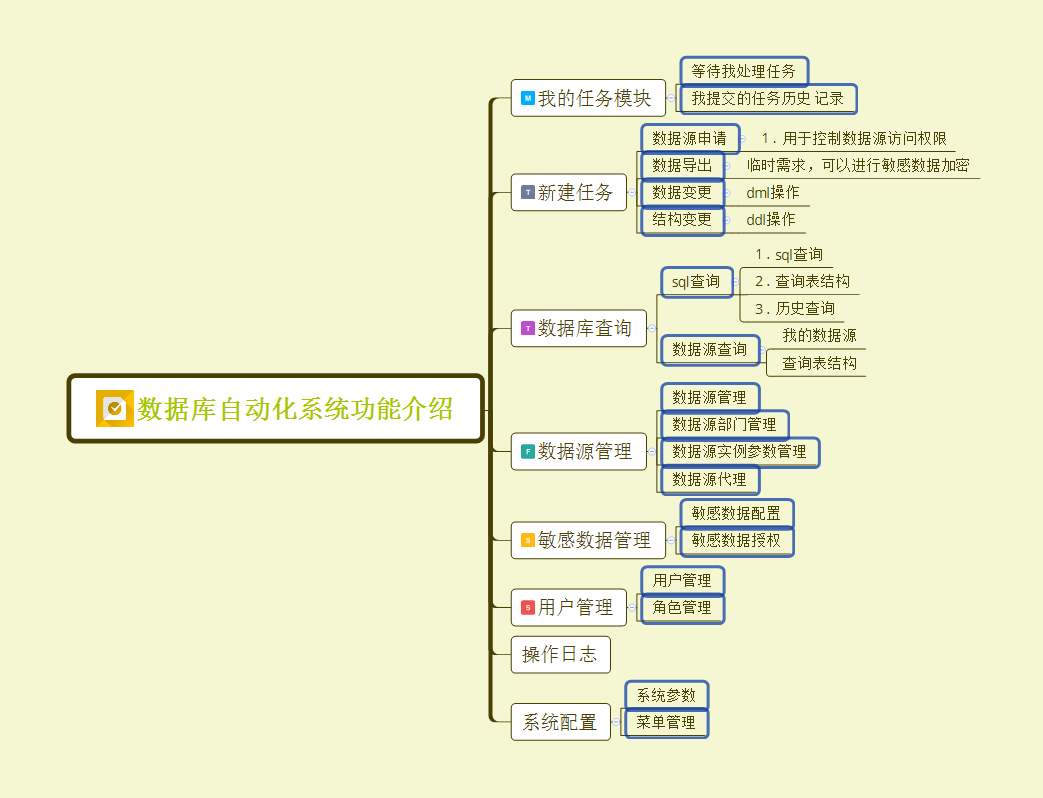 数据库自动化系统功能介绍
M 我的任务模块
等待我处理任务
我提交的任务历史 记录
T 新建任务
数据源申请
1．用于控制数据源访问权限
数据导出
临时需求，可以进行敏感数据加密
数据变更
dml操作
结构变更
ddl操作
T 数据库查询
sql查询
1．sql查询
2．查询表结构
3．历史查询
数据源查询
我的数据源
查询表结构
F 数据源管理
数据源管理
数据源部门管理
数据源实例参数管理
数据源代理
S 敏感数据管理
敏感数据配置
敏感数据授权
S 用户管理
用户管理
角色管理
操作日志
系统配置
系统参数
菜单管理